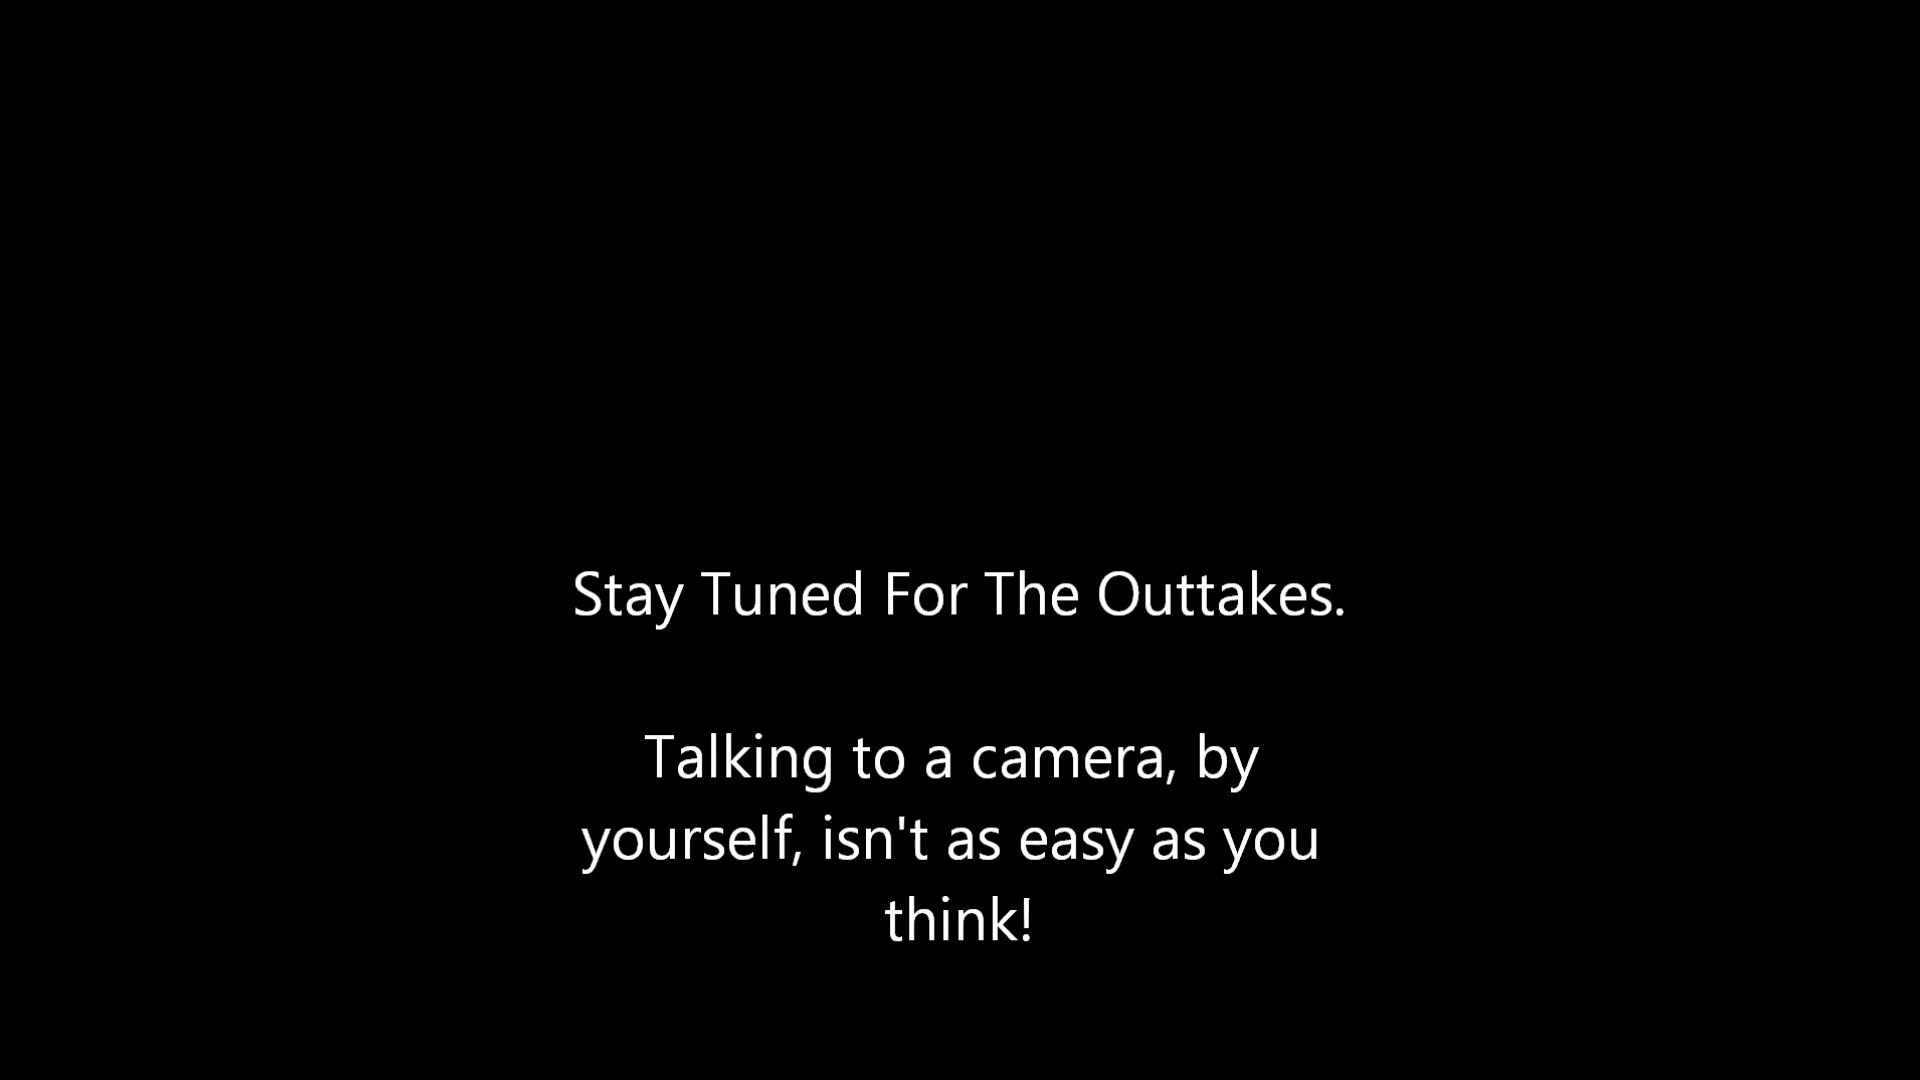 Stay Tuned For The Outtakes.
Talking to a camera, by
yourself, isn't as easy as you
think!